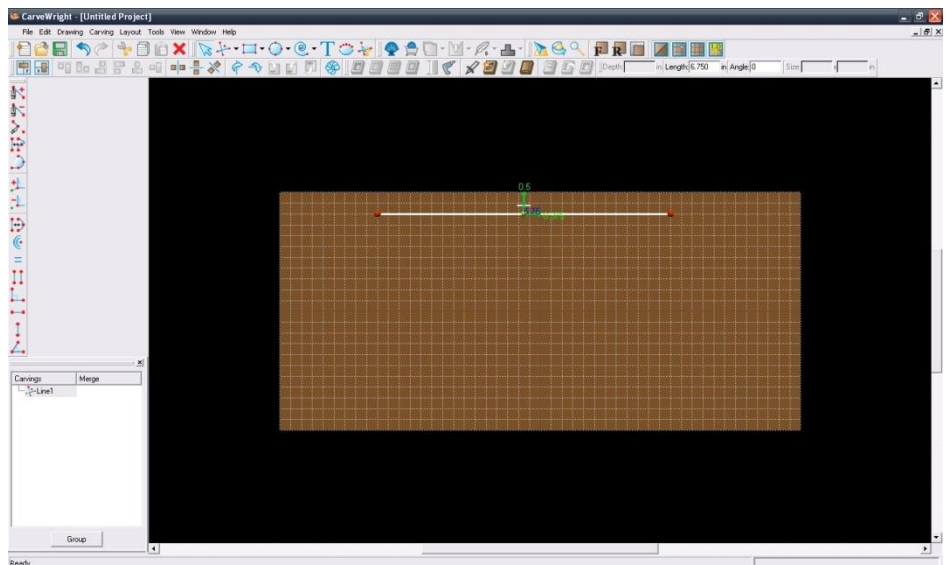 CarveWright - [Untitled Project]
File Edit Drawing Carving Layout Tools View Window Help
Depth: in Length: 6.750 in Angle: 0 Size: x in
0.5
Carvings Merge
Line1
Group
Ready